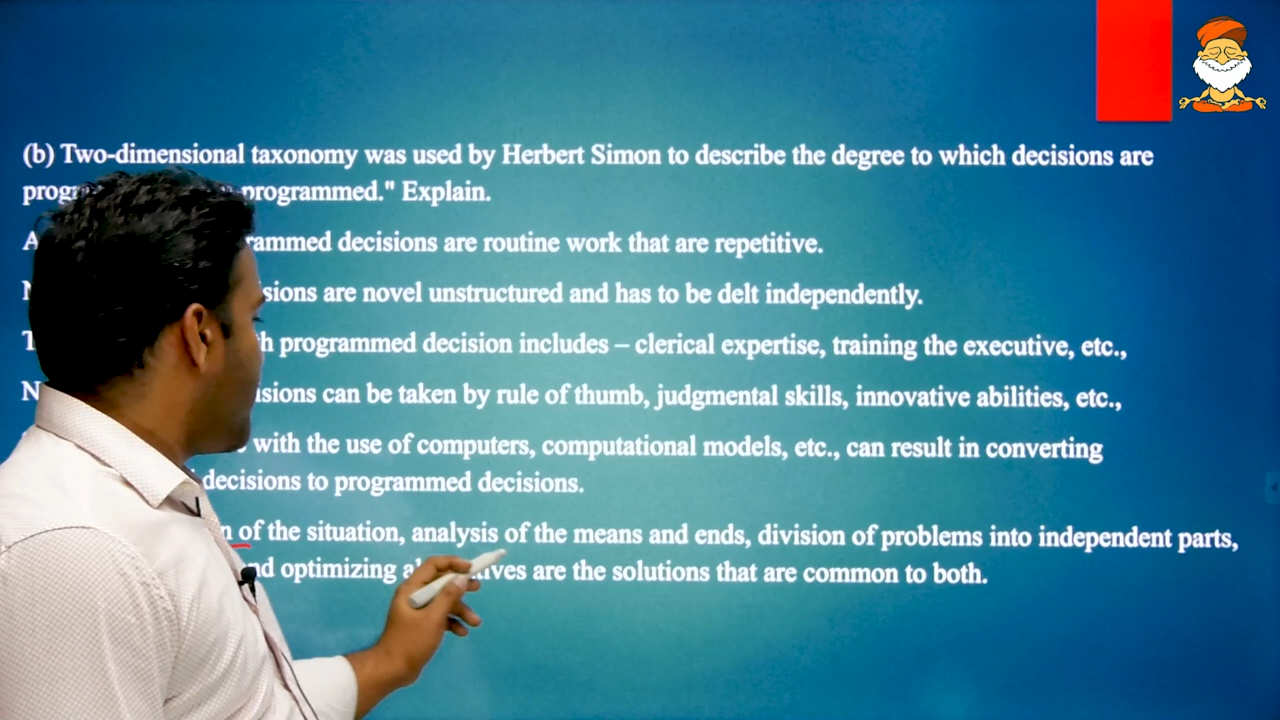 (b) Two-dimensional taxonomy was used by Herbert Simon to describe the degree to which decisions are
programmed." Explain.
decisions are routine work that are repetitive.
are novel unstructured and has to be delt independently.
programmed decision includes – clerical expertise, training the executive, etc.,
can be taken by rule of thumb, judgmental skills, innovative abilities, etc.,
with the use of computers, computational models, etc., can result in converting
decisions to programmed decisions.
of the situation, analysis of the means and ends, division of problems into independent parts,
optimizing are the solutions that are common to both.